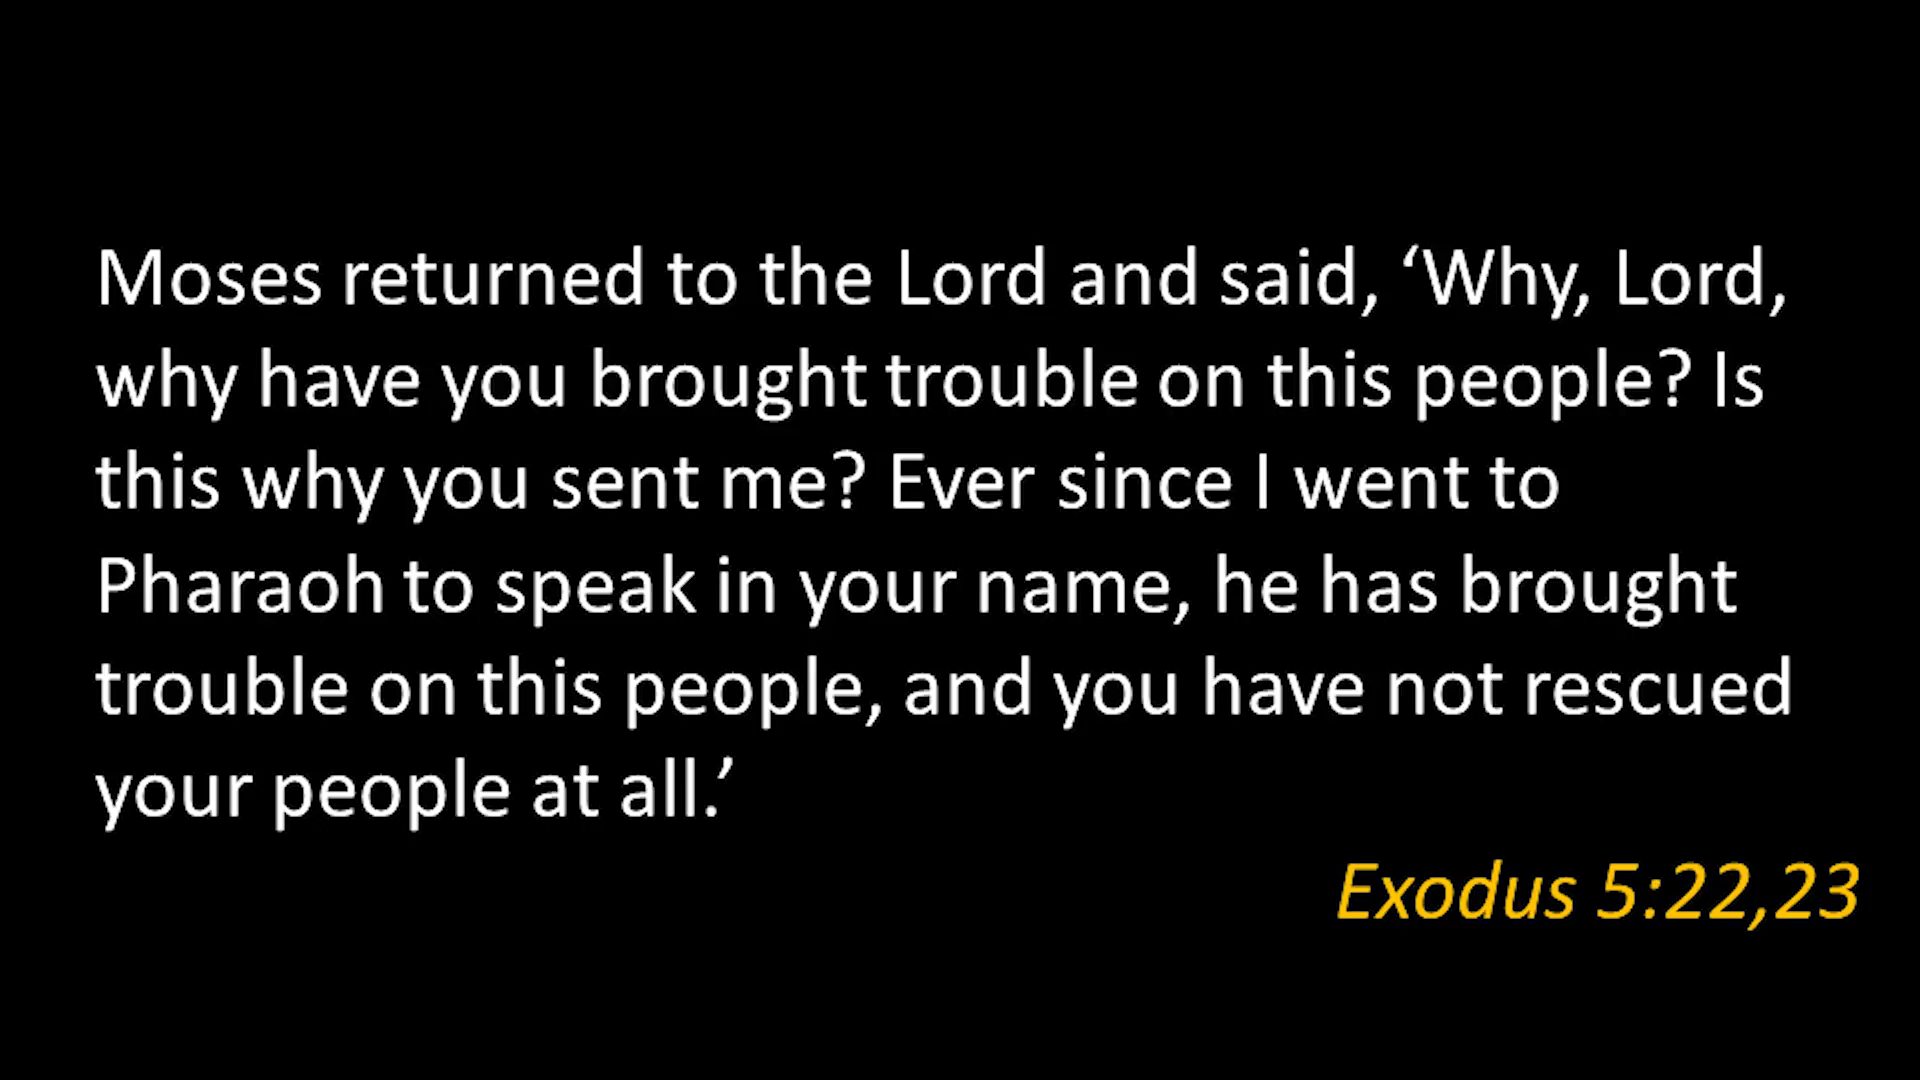 Moses returned to the Lord and said, ‘Why, Lord,
why have you brought trouble on this people? Is
this why you sent me? Ever since I went to
Pharaoh to speak in your name, he has brought
trouble on this people, and you have not rescued
your people at all.’
Exodus 5:22,23